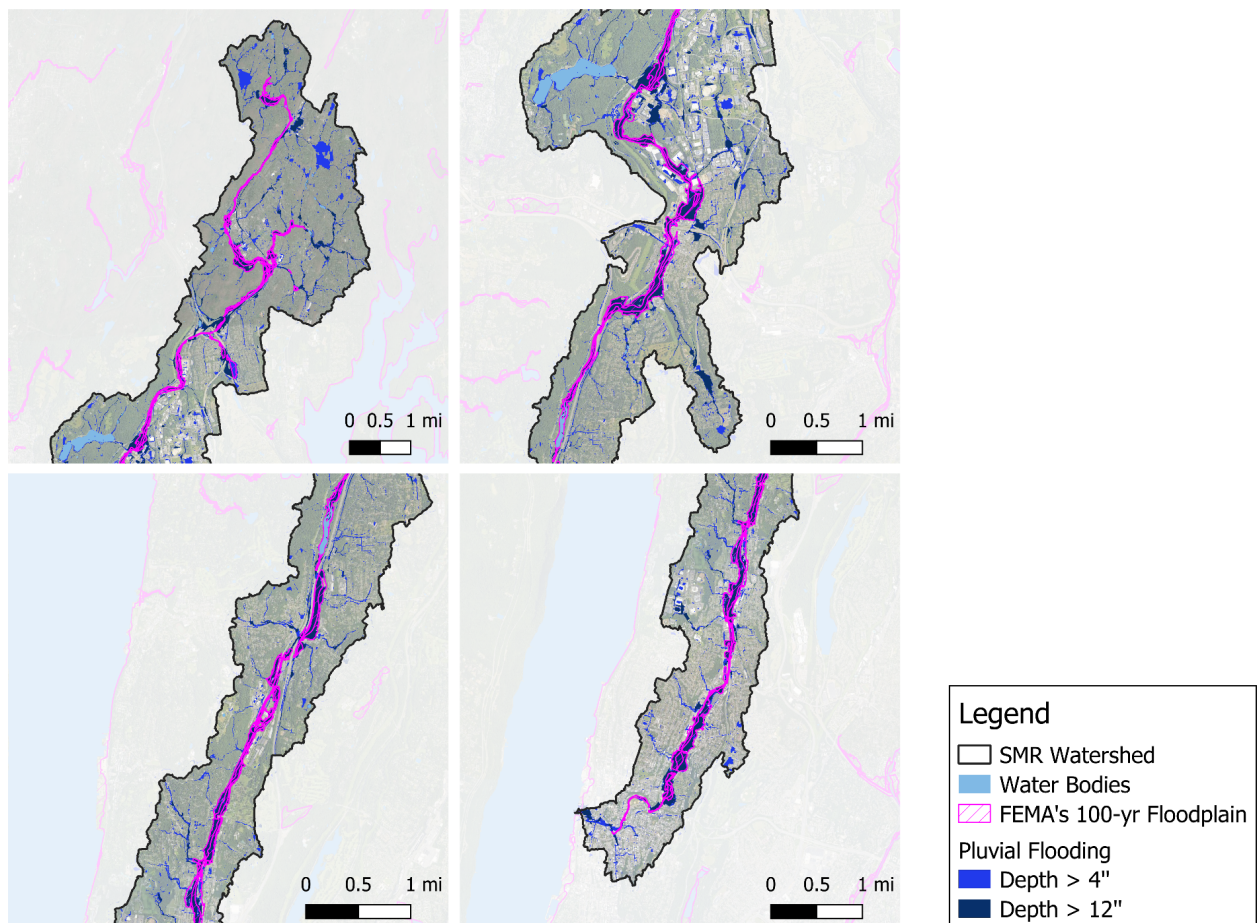 0 0.5 1 mi
0 0.5 1 mi
0 0.5 1 mi
0 0.5 1 mi
Legend
SMR Watershed
Water Bodies
FEMA's 100-yr Floodplain
Pluvial Flooding
Depth > 4"
Depth > 12"